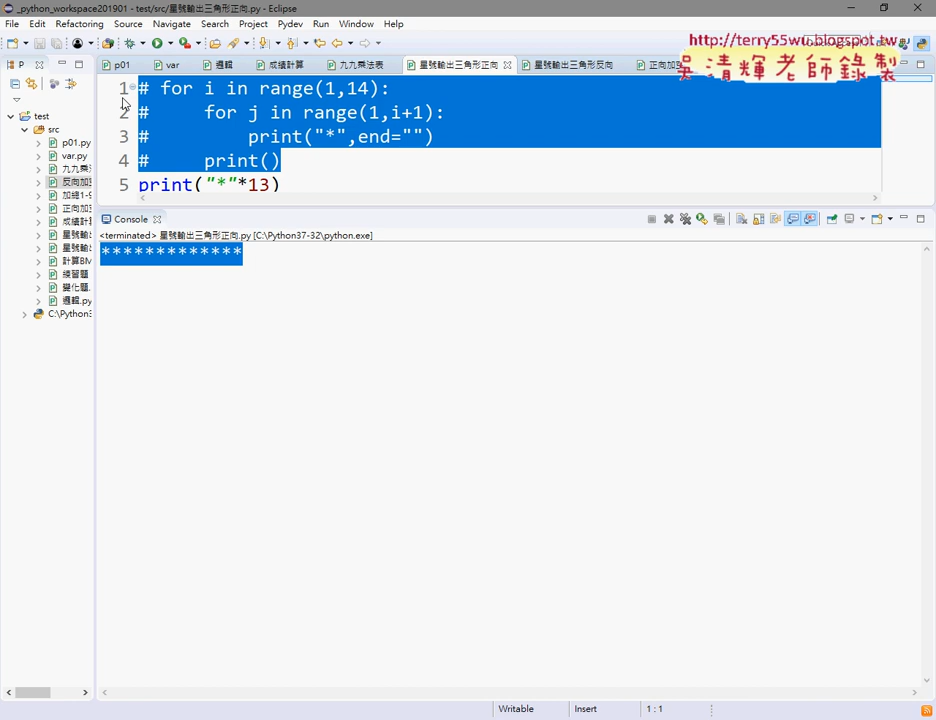 _python_workspace201901 - test/src/星號輸出三角形正向.py - Eclipse
File Edit Refactoring Source Navigate Search Project Pydev Run Window Help
http://terry55wu.blogspot.tw
吳清輝老師錄製
P
p01 var 邏輯 成績計算 九九乘法表 星號輸出三角形正向 星號輸出三角形反向 正向加
test
src
p01.py
var.py
九九乘
反向加
加總1-9
正向加
成績計
星號輸
星號輸
計算BM
練習題
變化題.
邏輯.py
C:\Python3
1 # for i in range(1,14):
2 #     for j in range(1,i+1):
3 #         print("*",end="")
4 #     print()
5 print("*"*13)
Console
<terminated> 星號輸出三角形正向.py [C:\Python37-32\python.exe]
*************
Writable Insert 1 : 1